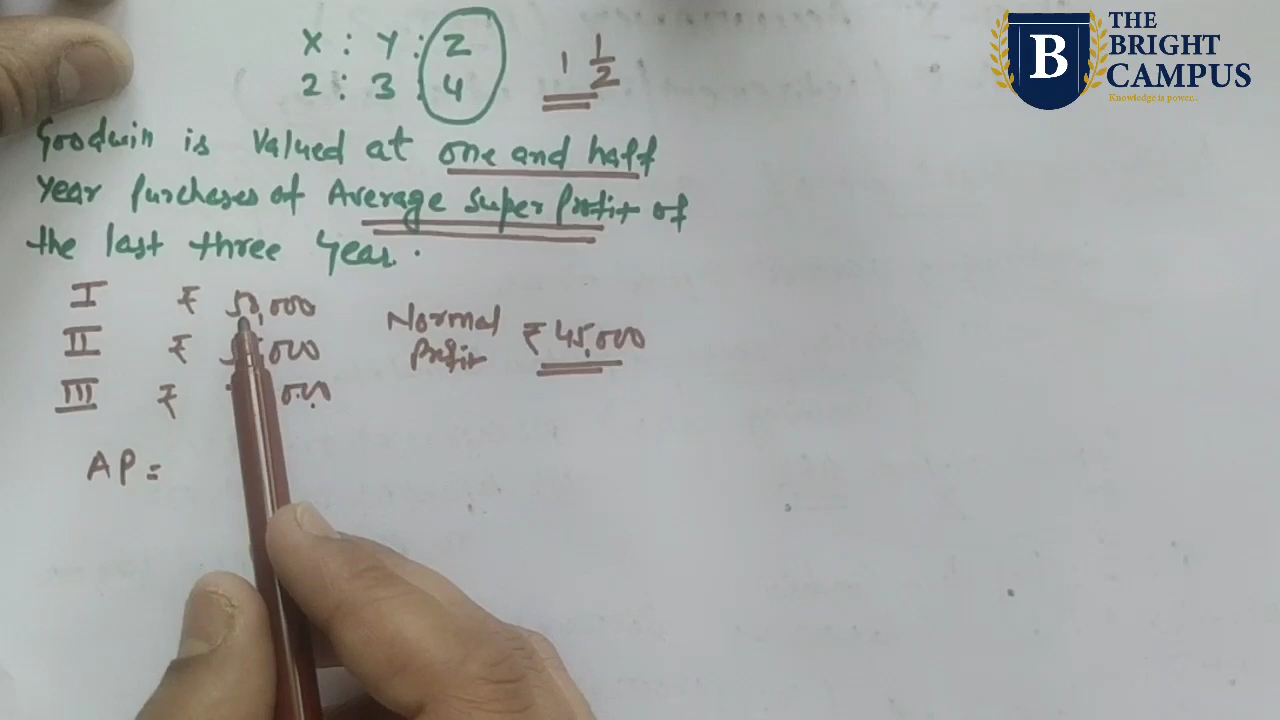 X : Y : Z
2 : 3 : 4
1 1/2
THE
BRIGHT
CAMPUS
Knowledge is power..
B
Goodwin is valued at one and half
Year purchases of Average super profit of
the last three Year.
I ₹ 50,000
II ₹
III ₹
Normal
Profit ₹ 45,000
AP =